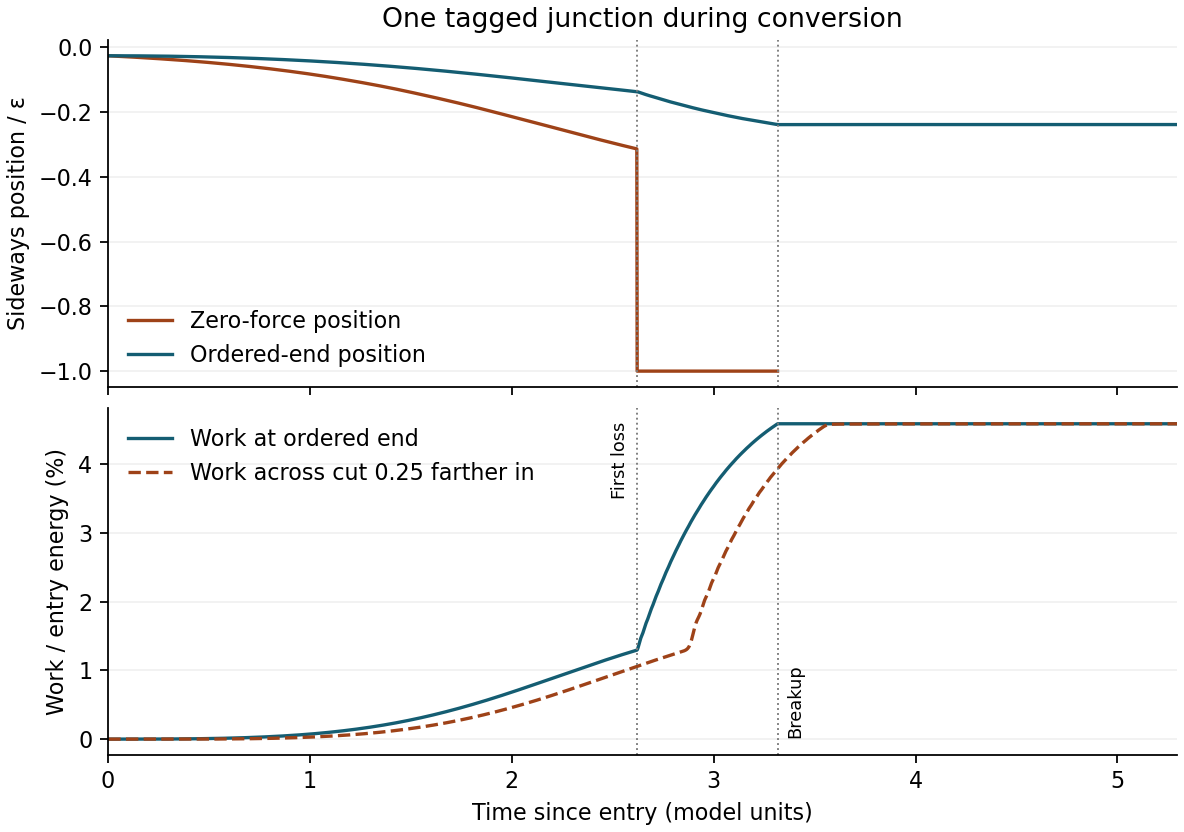 One tagged junction during conversion
Sideways position / ε
0.0
−0.2
−0.4
−0.6
−0.8
−1.0
Zero-force position
Ordered-end position
Work / entry energy (%)
4
3
2
1
0
Work at ordered end
Work across cut 0.25 farther in
First loss
Breakup
0
1
2
3
4
5
Time since entry (model units)